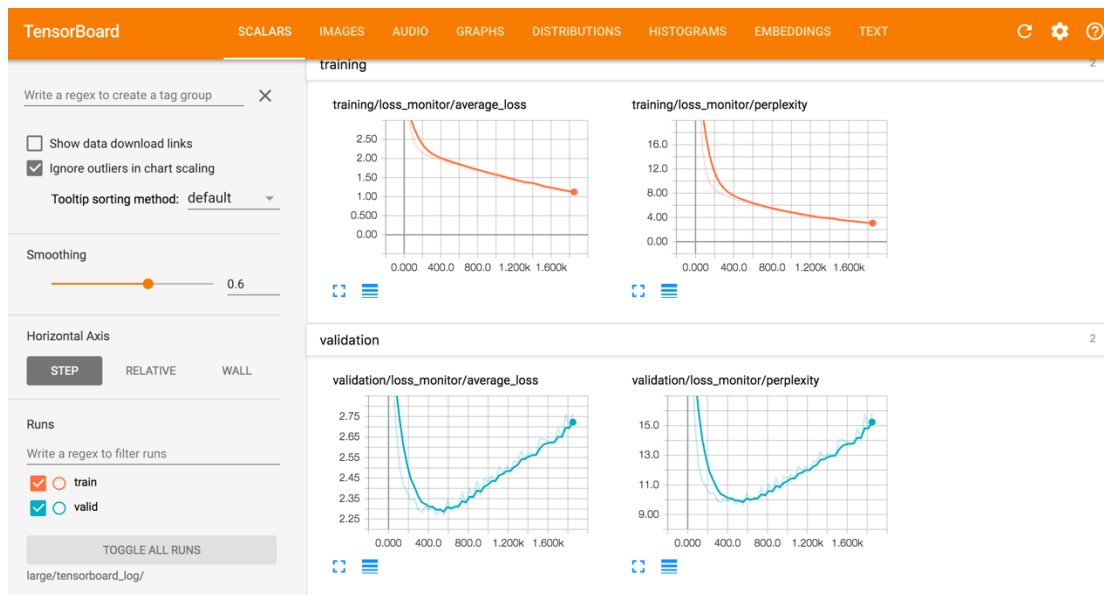 TensorBoard SCALARS IMAGES AUDIO GRAPHS DISTRIBUTIONS HISTOGRAMS EMBEDDINGS TEXT
Write a regex to create a tag group
Show data download links
Ignore outliers in chart scaling
Tooltip sorting method: default
Smoothing
0.6
Horizontal Axis
STEP RELATIVE WALL
Runs
Write a regex to filter runs
train
valid
TOGGLE ALL RUNS
large/tensorboard_log/
training 2
training/loss_monitor/average_loss
2.50
2.00
1.50
1.00
0.500
0.00
0.000 400.0 800.0 1.200k 1.600k
training/loss_monitor/perplexity
16.0
12.0
8.00
4.00
0.00
0.000 400.0 800.0 1.200k 1.600k
validation 2
validation/loss_monitor/average_loss
2.75
2.65
2.55
2.45
2.35
2.25
0.000 400.0 800.0 1.200k 1.600k
validation/loss_monitor/perplexity
15.0
13.0
11.0
9.00
0.000 400.0 800.0 1.200k 1.600k